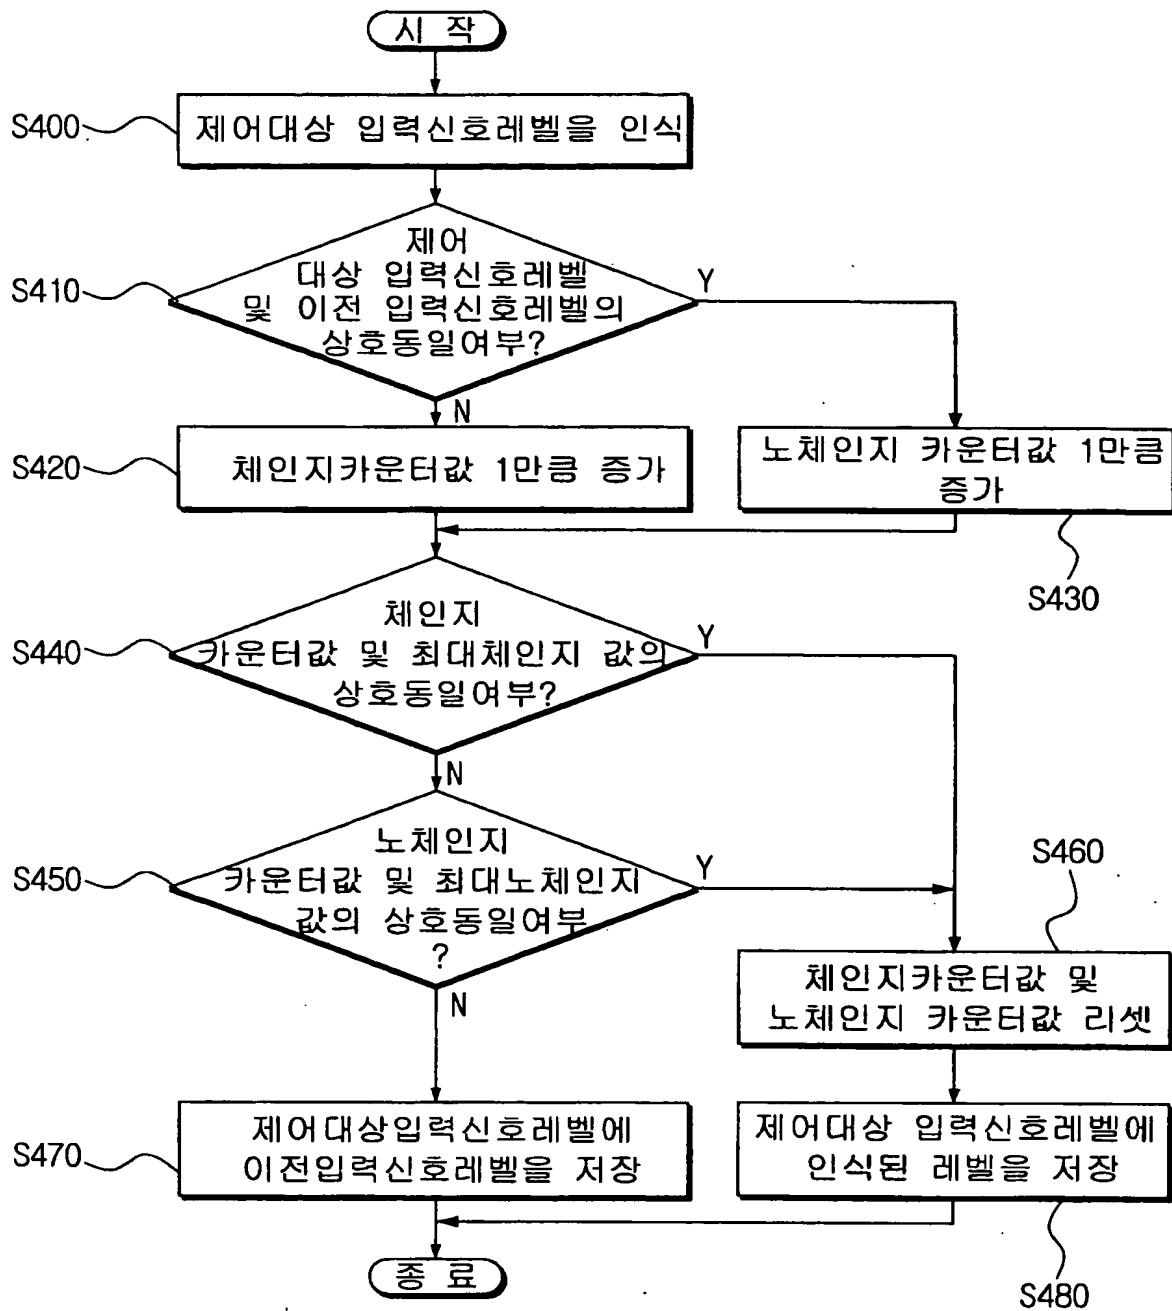 시 작
S400
제어대상 입력신호레벨을 인식
S410
제어
대상 입력신호레벨
및 이전 입력신호레벨의
상호동일여부?
Y
N
S420
체인지카운터값 1만큼 증가
노체인지 카운터값 1만큼
증가
S430
S440
체인지
카운터값 및 최대체인지 값의
상호동일여부?
Y
N
S450
노체인지
카운터값 및 최대노체인지
값의 상호동일여부
?
Y
N
S460
체인지카운터값 및
노체인지 카운터값 리셋
S470
제어대상입력신호레벨에
이전입력신호레벨을 저장
제어대상 입력신호레벨에
인식된 레벨을 저장
S480
종 료